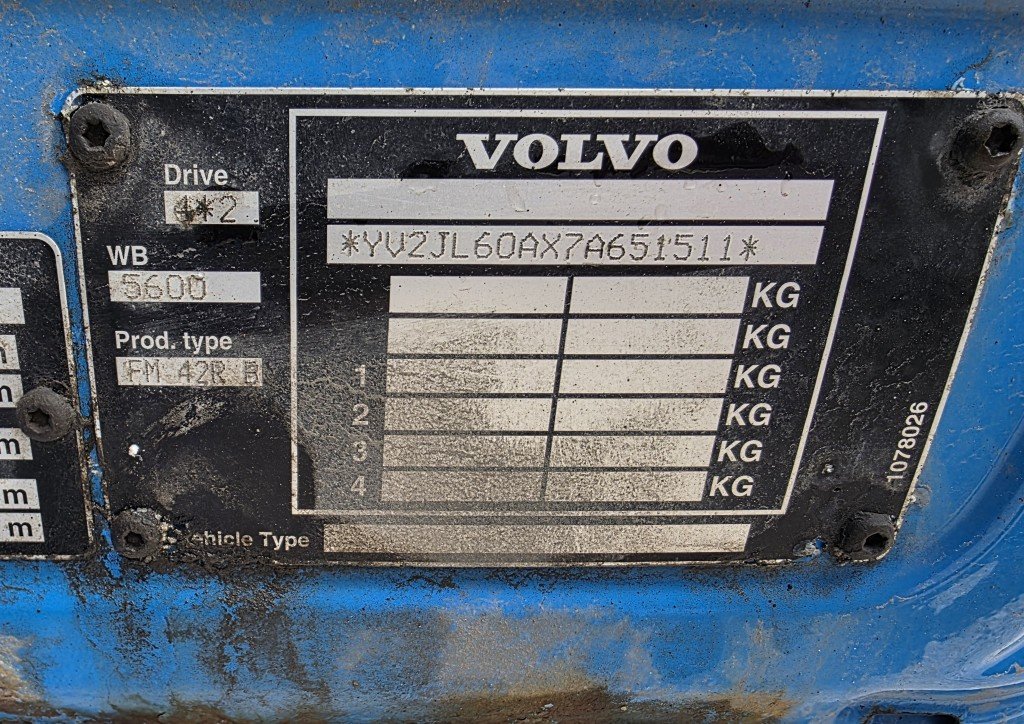 VOLVO
Drive
4*2
*YV2JL60AX7A651511*
WB
5600
KG
KG
Prod. type
FM 42R B
1 KG
2 KG
3 KG
4 KG
1078026
Vehicle Type
m
m
m
m
m